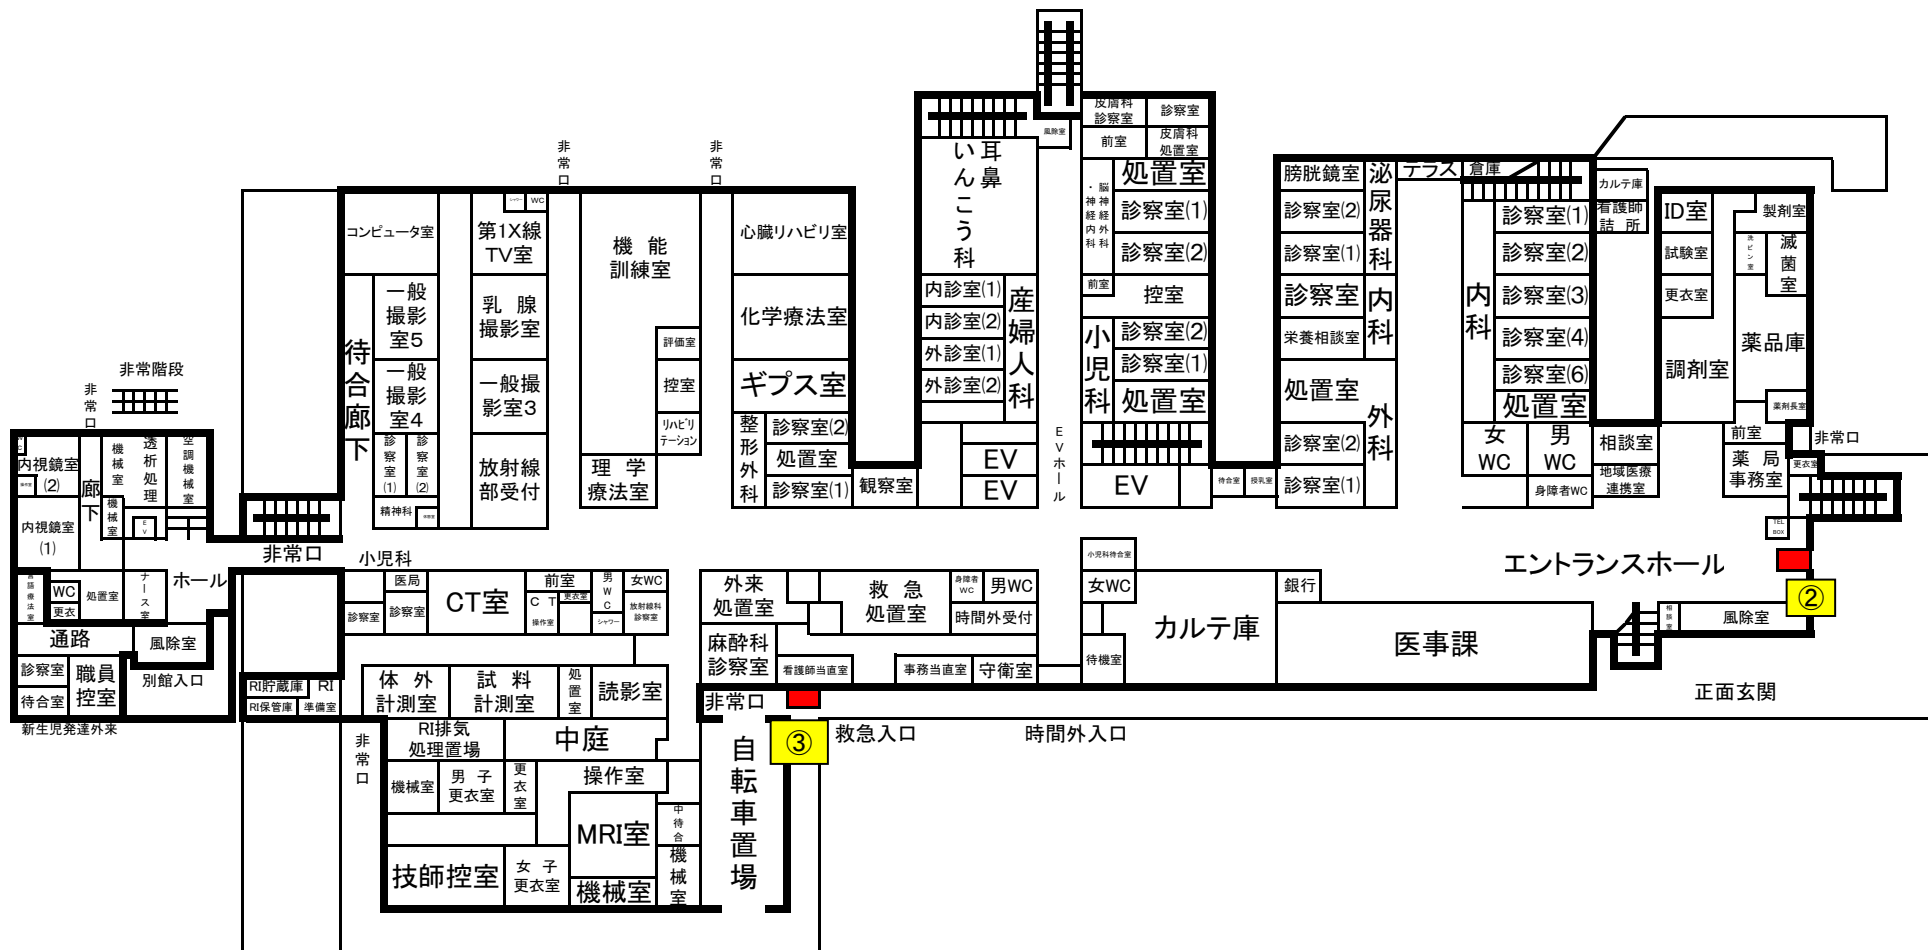 皮膚科
診察室
診察室
風除室
前室
皮膚科
処置室
耳鼻
いんこう科
処置室
脳神経外科
・神経内科
診察室(1)
診察室(2)
前室
控室
膀胱鏡室
泌尿器科
診察室(2)
診察室(1)
テラス
倉庫
カルテ庫
看護師
詰所
ID室
製剤室
試験室
洗ビン室
滅菌室
更衣室
薬品庫
調剤室
薬剤長室
内科
診察室(1)
診察室(2)
診察室(3)
診察室(4)
診察室(6)
処置室
診察室
内科
栄養相談室
処置室
外科
診察室(2)
診察室(1)
非常口
非常口
シャワー
WC
コンピュータ室
第1X線
TV室
機能
訓練室
心臓リハビリ室
一般
撮影
室5
乳腺
撮影室
化学療法室
内診室(1)
内診室(2)
外診室(1)
外診室(2)
産婦人科
小児科
診察室(2)
診察室(1)
処置室
待合廊下
一般
撮影
室4
一般撮
影室3
評価室
控室
リハビリ
テーション
ギプス室
整形外科
診察室(2)
処置室
診察室(1)
観察室
EV
EV
EVホール
EV
待合室
授乳室
診察室(1)
診察室(2)
放射線
部受付
理学
療法室
精神科
女
WC
男
WC
身障者WC
相談室
地域医療
連携室
前室
薬局
事務室
非常口
更衣室
TEL
BOX
非常階段
非常口
内視鏡室
(2)
廊下
機械室
透析処理
空調機械室
内視鏡室
(1)
機械室
EV
非常口
小児科
言語療法室
WC
更衣
処置室
ナース室
ホール
通路
風除室
診察室
待合室
職員
控室
別館入口
新生児発達外来
診察室
医局
診察室
CT室
前室
CT
操作室
更衣室
男WC
シャワー
女WC
放射線科
診察室
外来
処置室
救急
処置室
身障者
WC
男WC
時間外受付
麻酔科
診察室
看護師当直室
事務当直室
守衛室
小児科待合室
女WC
待機室
カルテ庫
銀行
医事課
エントランスホール
相談室
風除室
②
正面玄関
RI貯蔵庫
RI
準備室
RI保管庫
体外
計測室
試料
計測室
処置室
読影室
非常口
③
救急入口
時間外入口
非常口
RI排気
処理置場
中庭
機械室
男子
更衣室
更衣室
操作室
MRI室
中待合
技師控室
女子
更衣室
機械室
機械室
自転車置場